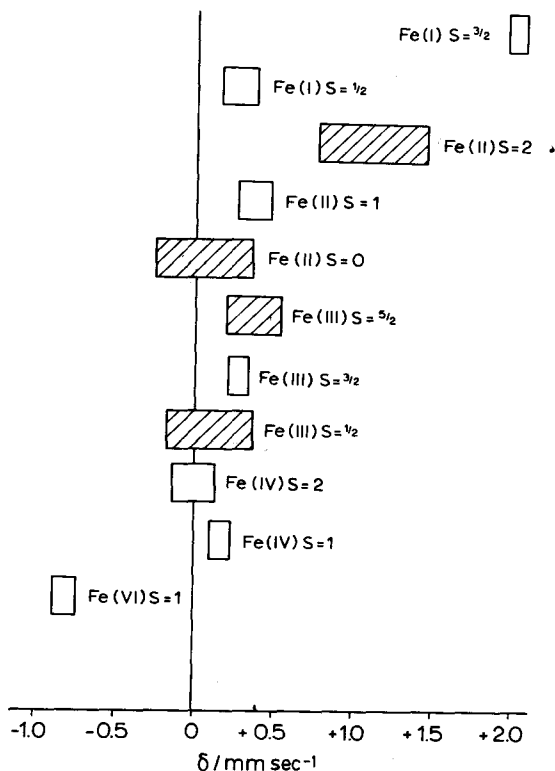 Fe(I) S=3/2
Fe(I) S=1/2
Fe(II) S=2
Fe(II) S=1
Fe(II) S=0
Fe(III) S=5/2
Fe(III) S=3/2
Fe(III) S=1/2
Fe(IV) S=2
Fe(IV) S=1
Fe(VI) S=1
-1.0 -0.5 0 +0.5 +1.0 +1.5 +2.0
δ/mm sec⁻¹